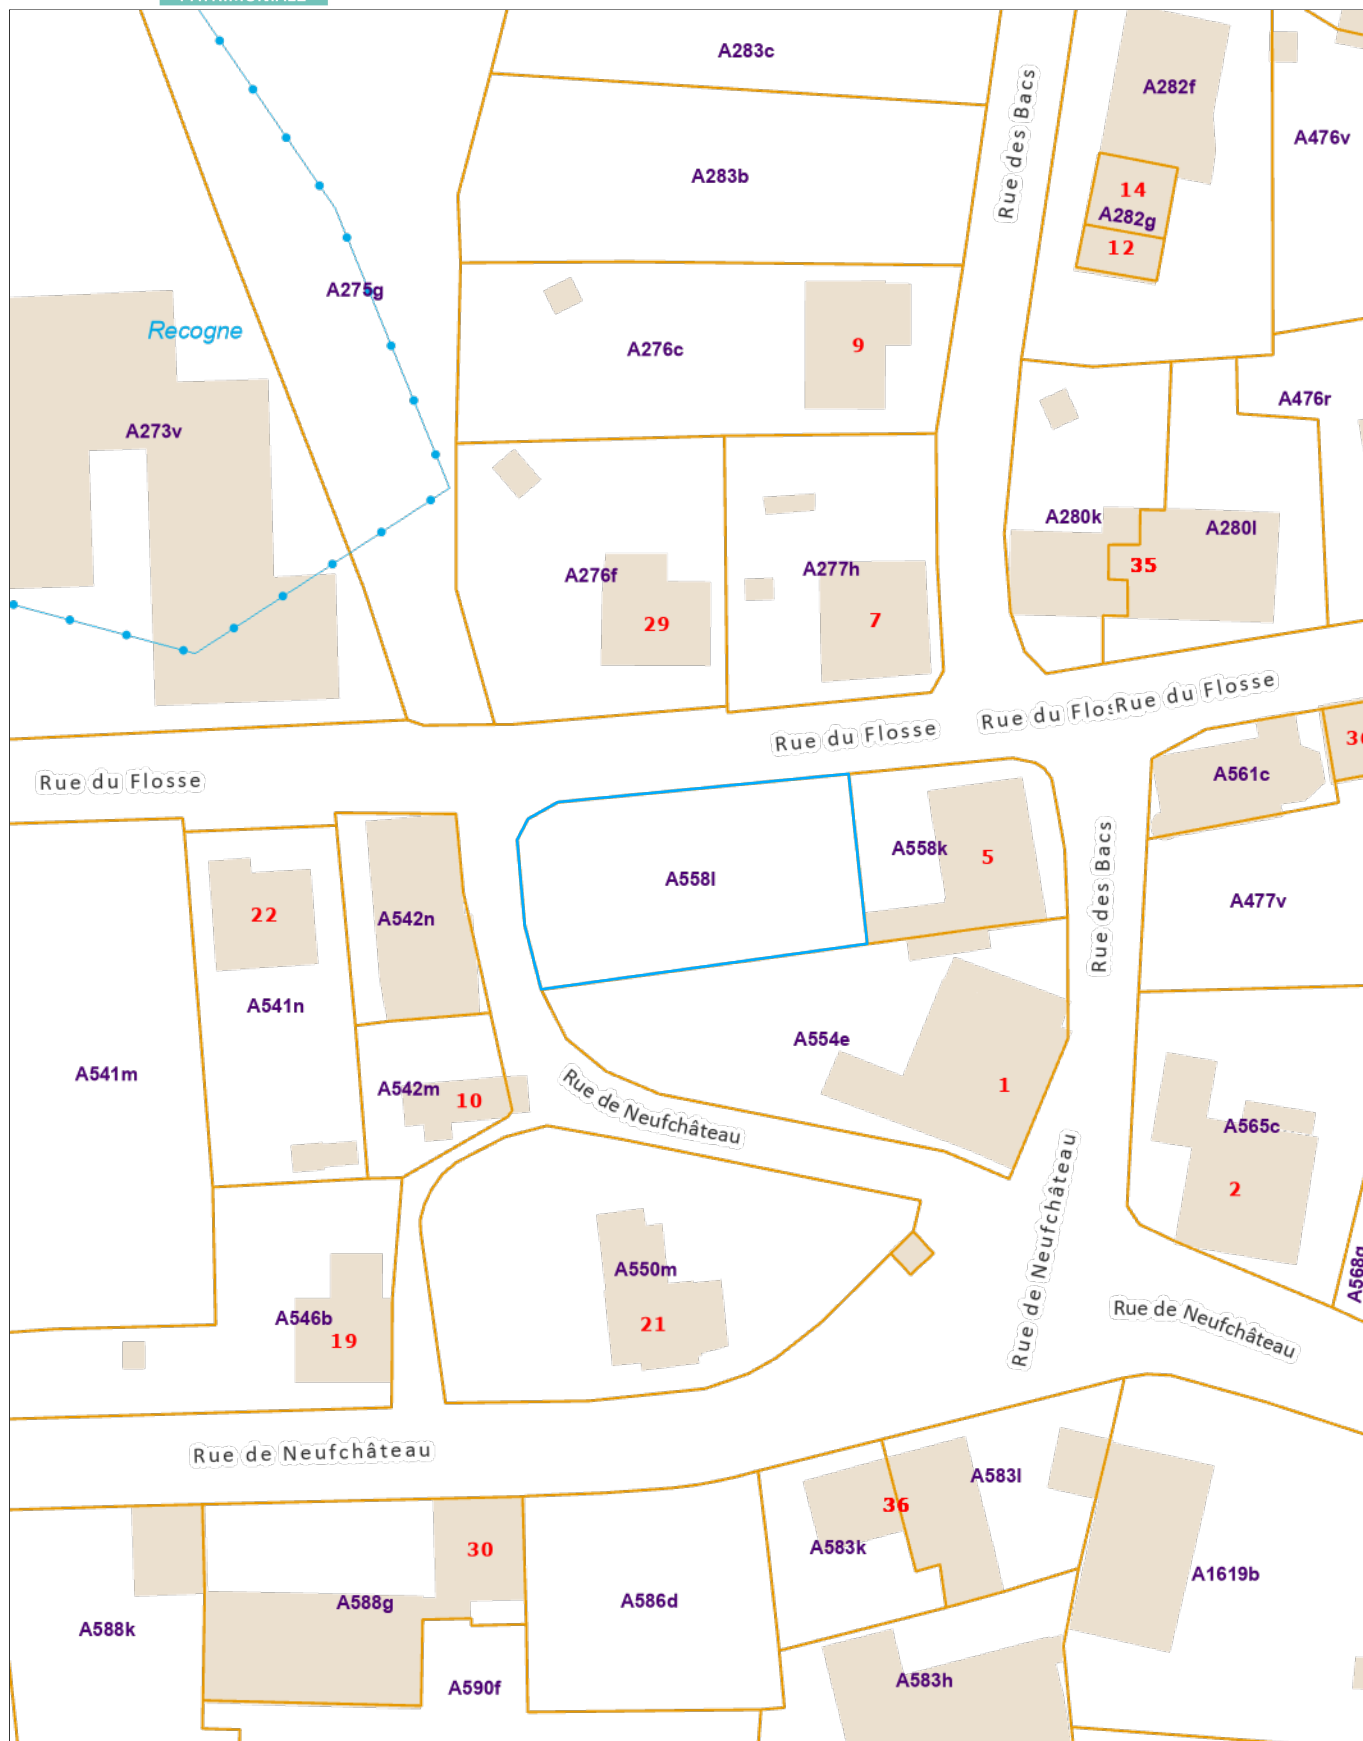 A283c
Rue des Bacs
A282f
A476v
A283b
14
A282g
12
A275g
Recogne
A276c
9
A476r
A273v
A280k
A280l
35
A276f
A277h
29
7
Rue du Flosse
Rue du Flos
Rue du Flosse
Rue du Flosse
A561c
A558k
5
A558l
22
A542n
Rue des Bacs
A477v
A541n
A554e
A541m
1
A542m
10
Rue de Neufchâteau
A565c
2
Rue de Neufchâteau
A550m
21
A568g
A546b
19
Rue de Neufchâteau
Rue de Neufchâteau
A583l
36
A583k
30
A1619b
A588g
A586d
A588k
A583h
A590f